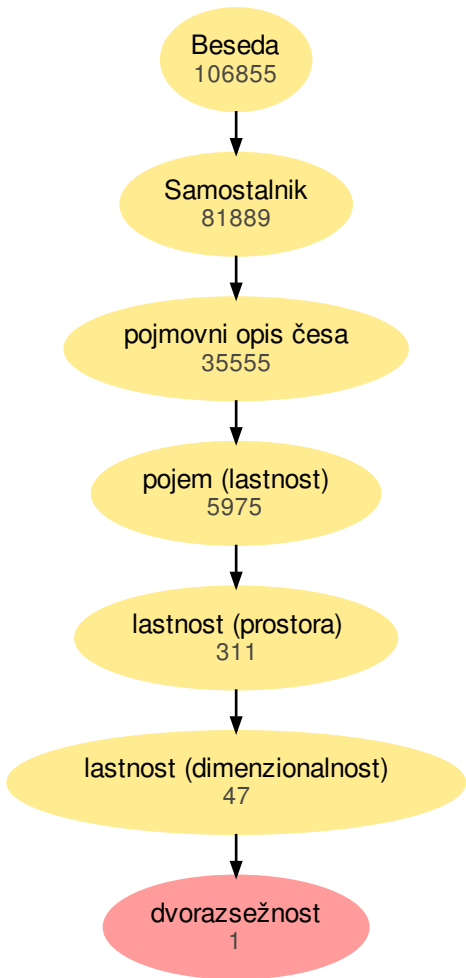 Beseda
106855
Samostalnik
81889
pojmovni opis česa
35555
pojem (lastnost)
5975
lastnost (prostora)
311
lastnost (dimenzionalnost)
47
dvorazsežnost
1